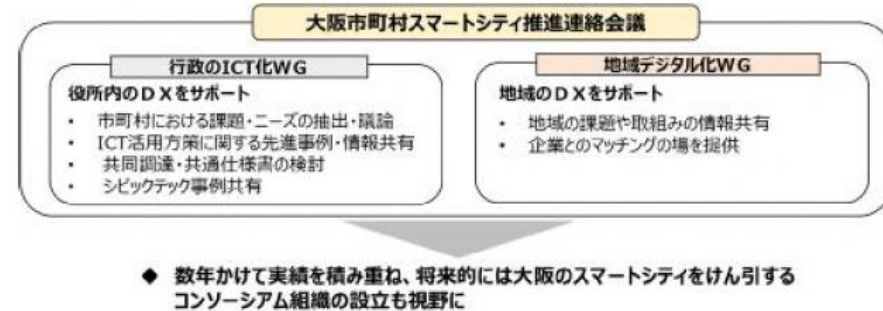 大阪市町村スマートシティ推進連絡会議
行政のICT化WG
役所内のDXをサポート
・ 市町村における課題・ニーズの抽出・議論
・ ICT活用方策に関する先進事例・情報共有
・ 共同調達・共通仕様書の検討
・ シビックテック事例共有
地域デジタル化WG
地域のDXをサポート
・ 地域の課題や取組みの情報共有
・ 企業とのマッチングの場を提供
◆ 数年かけて実績を積み重ね、将来的には大阪のスマートシティをけん引する
コンソーシアム組織の設立も視野に